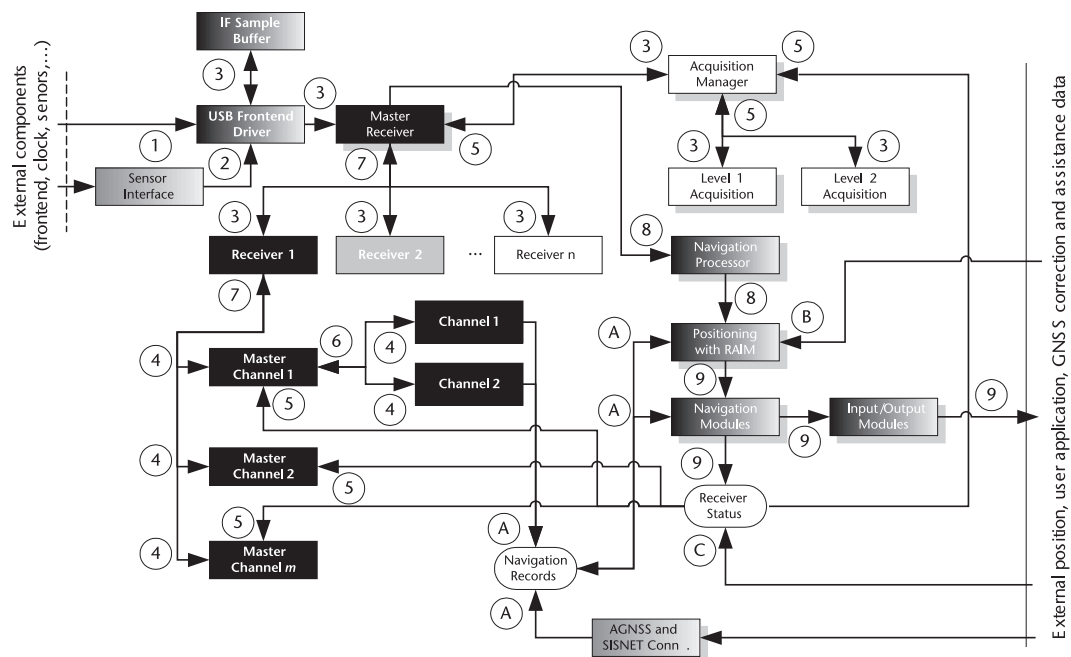 IF Sample
Buffer
3
3
USB Frontend
Driver
Master
Receiver
1
2
7
5
Sensor
Interface
External components
(frontend, clock, senors,...)
3
Acquisition
Manager
5
5
3
3
Level 1
Acquisition
Level 2
Acquisition
3
3
3
Receiver 1
Receiver 2
...
Receiver n
8
Navigation
Processor
7
8
Channel 1
6
4
4
Master
Channel 1
4
Channel 2
5
A
B
Positioning
with RAIM
9
A
Navigation
Modules
Input/Output
Modules
9
9
9
4
Master
Channel 2
5
Receiver
Status
5
4
Master
Channel m
A
C
Navigation
Records
A
AGNSS and
SISNET Conn .
External position, user application, GNSS correction and assistance data